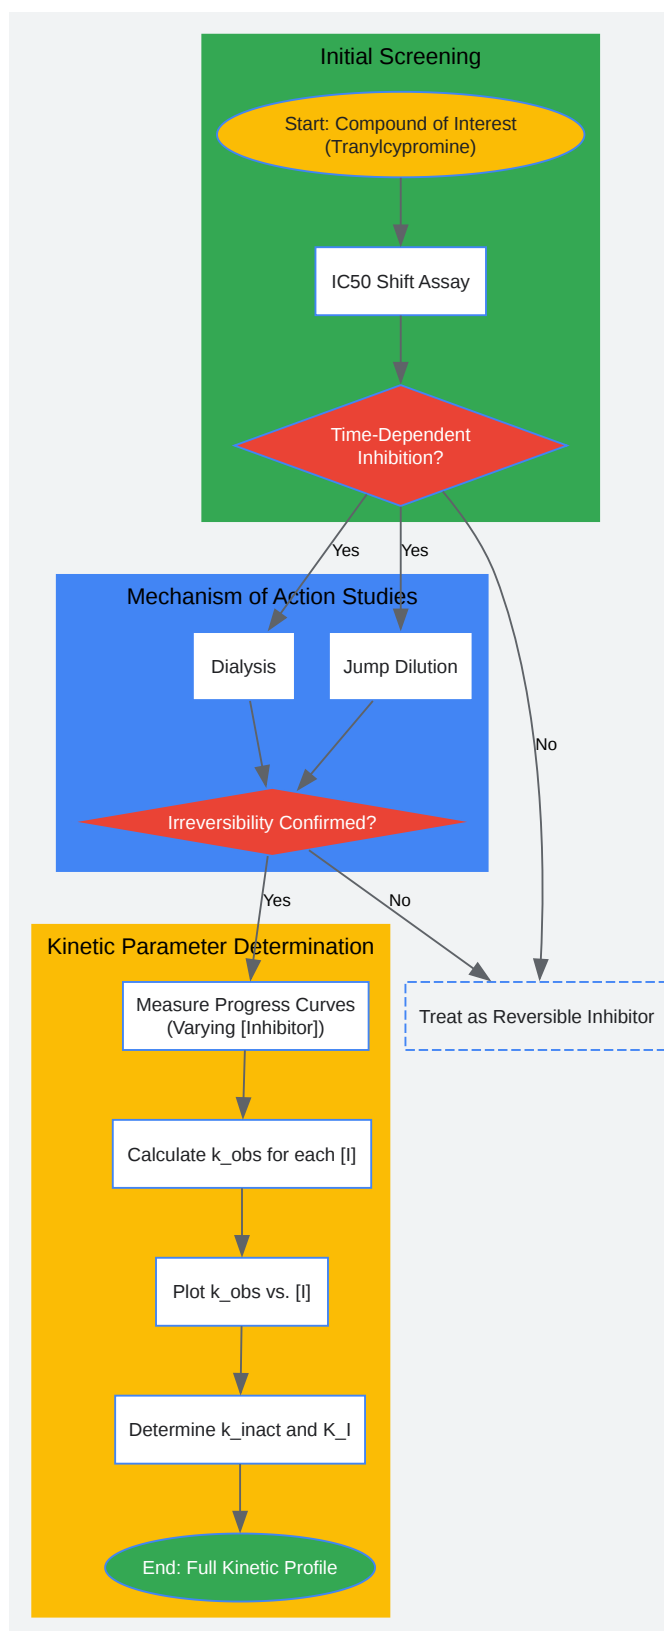 Initial Screening
Start: Compound of Interest
(Tranylcypromine)
IC50 Shift Assay
Time-Dependent
Inhibition?
Yes
Yes
Mechanism of Action Studies
Dialysis
Jump Dilution
No
Irreversibility Confirmed?
Yes
No
Kinetic Parameter Determination
Measure Progress Curves
(Varying [Inhibitor])
Treat as Reversible Inhibitor
Calculate k_obs for each [I]
Plot k_obs vs. [I]
Determine k_inact and K_I
End: Full Kinetic Profile